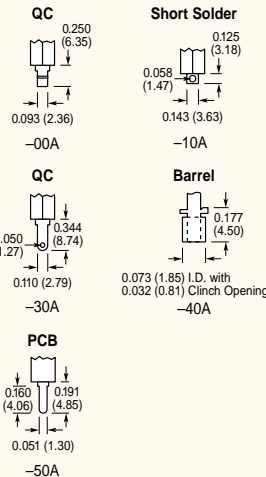 QC
0.250
(6.35)
0.093 (2.36)
–00A
Short Solder
0.125
(3.18)
0.058
(1.47)
0.143 (3.63)
–10A
QC
0.344
(8.74)
.050
1.27)
0.110 (2.79)
–30A
Barrel
0.177
(4.50)
0.073 (1.85) I.D. with
0.032 (0.81) Clinch Opening
–40A
PCB
0.160
(4.06)
0.191
(4.85)
0.051 (1.30)
–50A